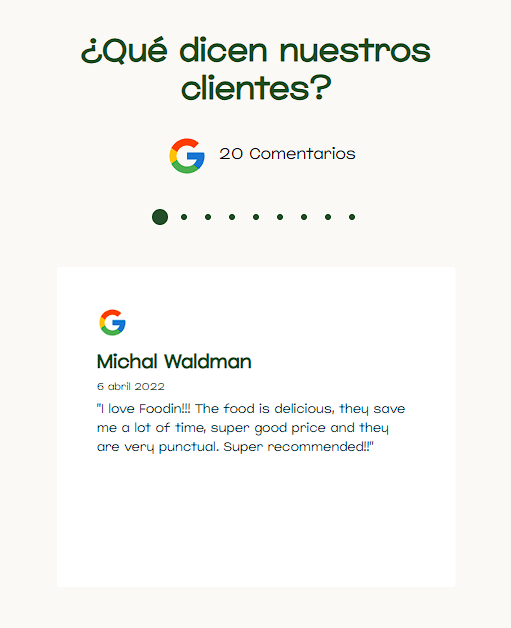 ¿Qué dicen nuestros
clientes?
20 Comentarios
Michal Waldman
6 abril 2022
"I love Foodin!!! The food is delicious, they save
me a lot of time, super good price and they
are very punctual. Super recommended!!"